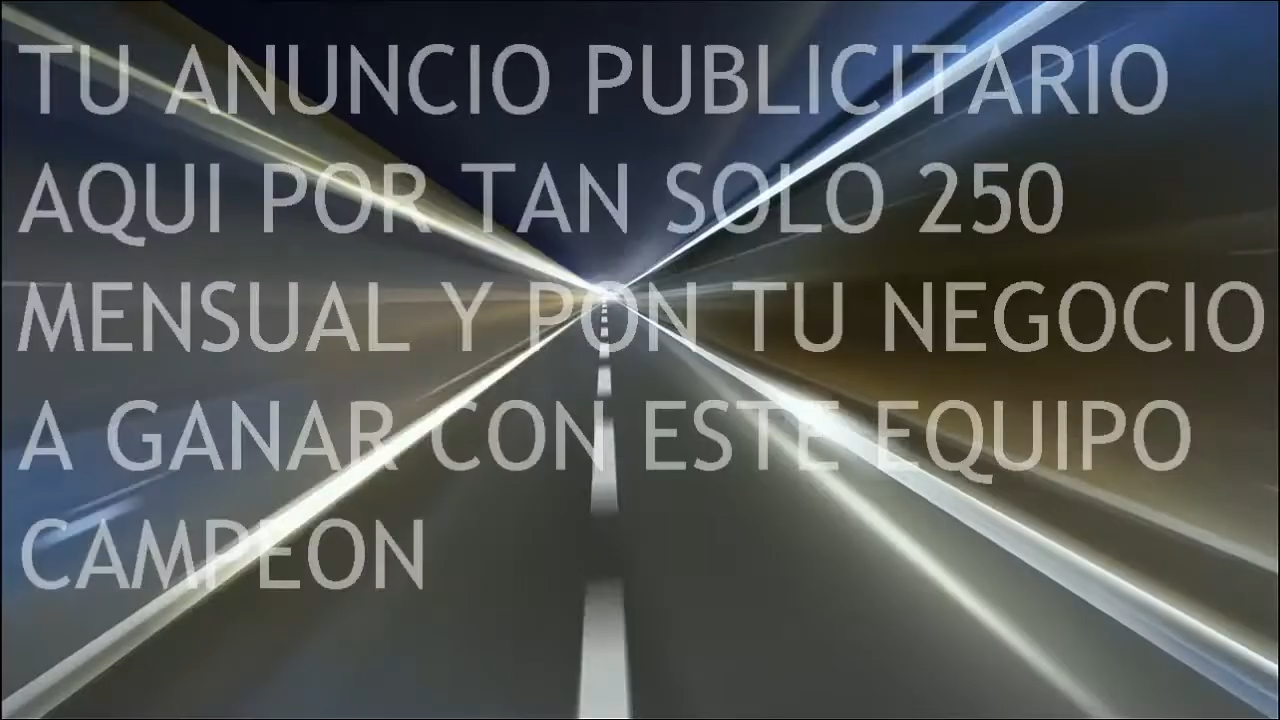 TU ANUNCIO PUBLICITARIO
AQUI POR TAN SOLO 250
MENSUAL Y PON TU NEGOCIO
A GANAR CON ESTE EQUIPO
CAMPEON